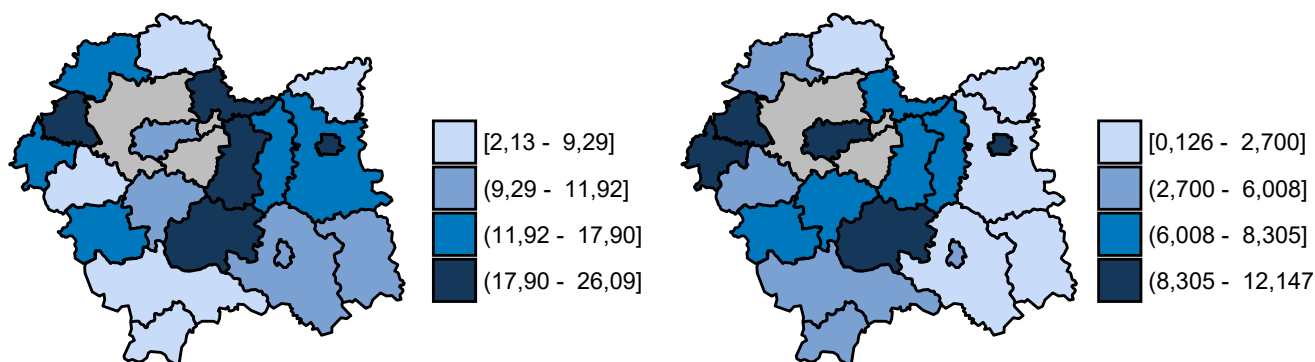 [2,13 - 9,29]
(9,29 - 11,92]
(11,92 - 17,90]
(17,90 - 26,09]
[0,126 - 2,700]
(2,700 - 6,008]
(6,008 - 8,305]
(8,305 - 12,147